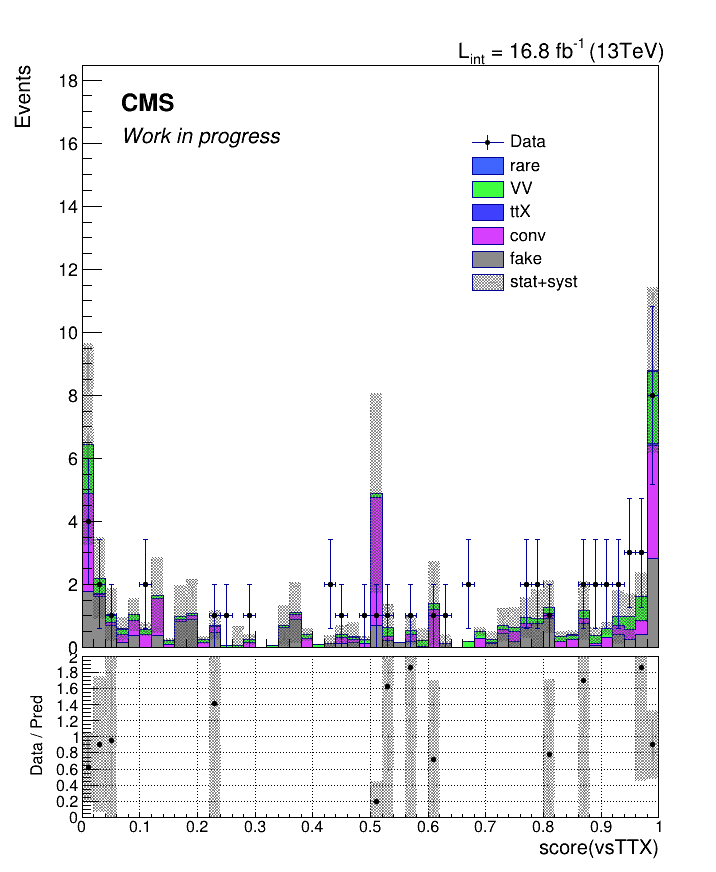 L_int = 16.8 fb⁻¹ (13TeV)
Events
18
16
14
12
10
8
6
4
2
0
CMS
Work in progress
Data
rare
VV
ttX
conv
fake
stat+syst
Data / Pred
2
1.8
1.6
1.4
1.2
1
0.8
0.6
0.4
0.2
0
0 0.1 0.2 0.3 0.4 0.5 0.6 0.7 0.8 0.9 1
score(vsTTX)